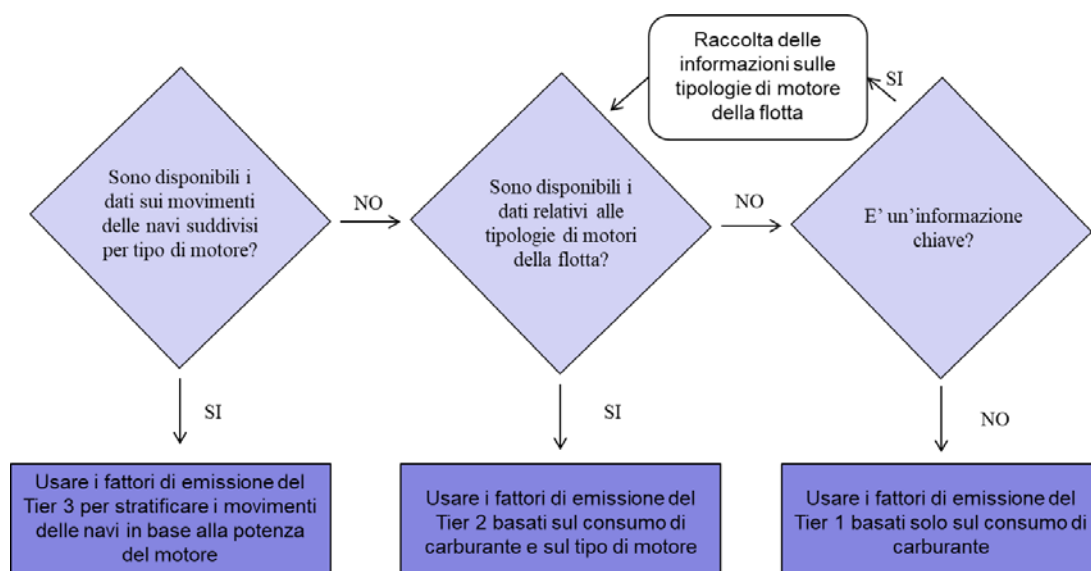 Raccolta delle
informazioni sulle
tipologie di motore
della flotta
SI
Sono disponibili i
dati sui movimenti
delle navi suddivisi
per tipo di motore?
NO
Sono disponibili i
dati relativi alle
tipologie di motori
della flotta?
NO
E’ un’informazione
chiave?
SI
SI
NO
Usare i fattori di emissione del
Tier 3 per stratificare i movimenti
delle navi in base alla potenza
del motore
Usare i fattori di emissione del
Tier 2 basati sul consumo di
carburante e sul tipo di motore
Usare i fattori di emissione del
Tier 1 basati solo sul consumo di
carburante